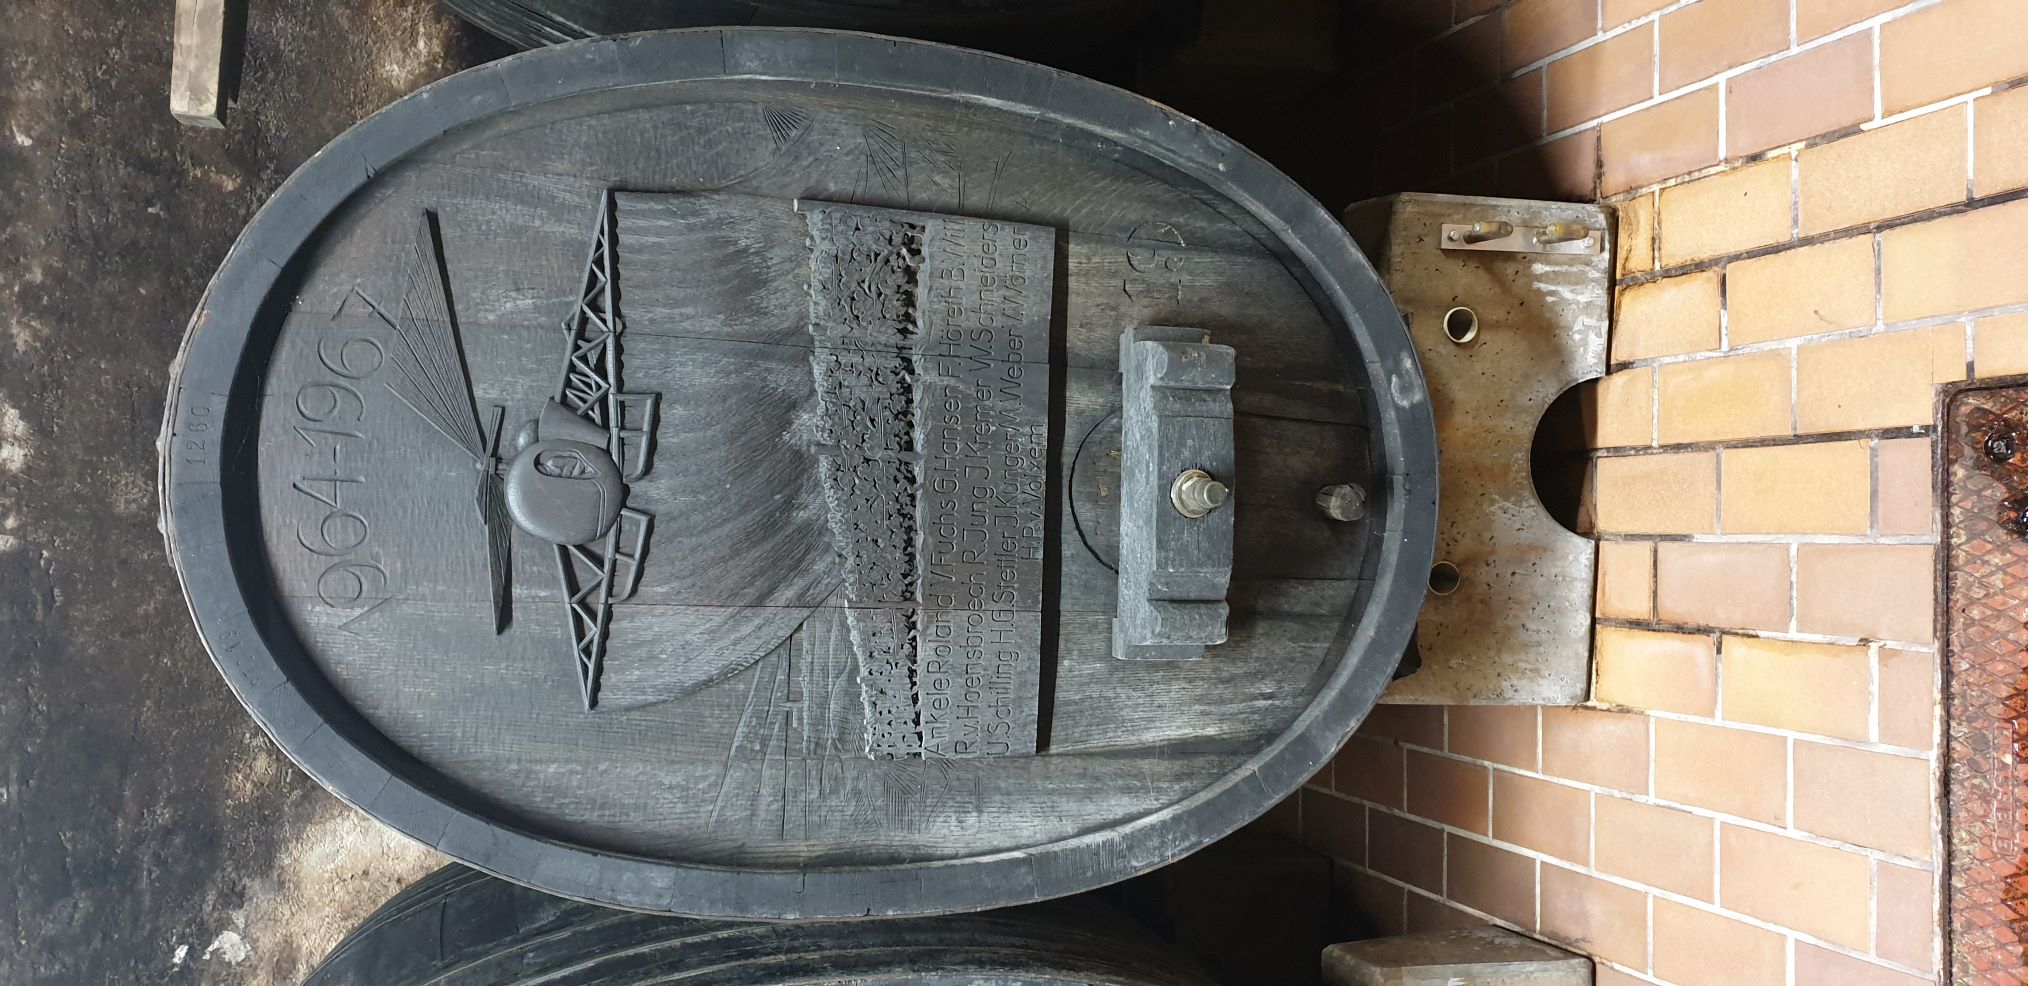 1260
1964-1967
Ankele Roland V. Fuchs G. Hansen F. Höreth B. Will
R.v. Hoensbroech R. Jung J. Kremer W. Schneiders
U. Schilling H.G. Stettler J. Kunger M. Weber V. Wörner
H.P.v. Volxem
19